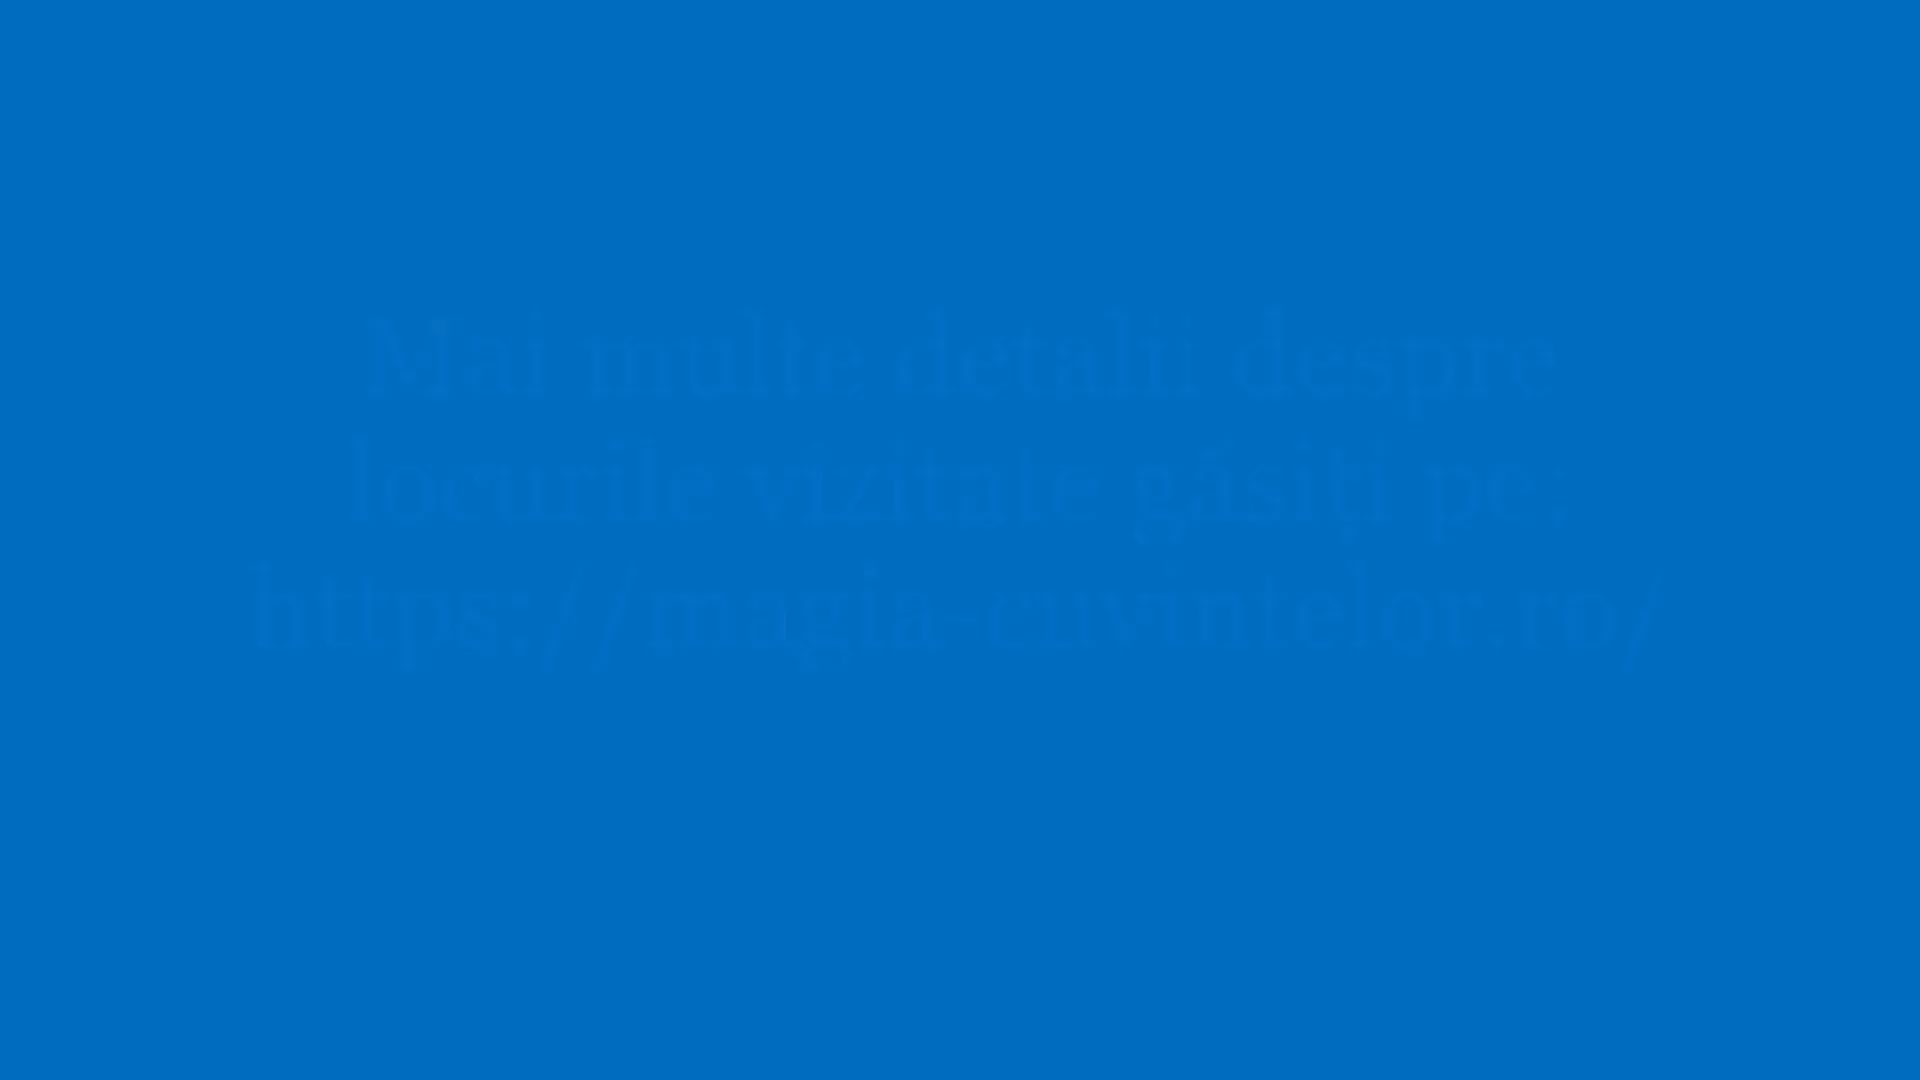 Mai multe detalii despre
locurile vizitate găsiți pe:
https://magia-cuvintelor.ro/